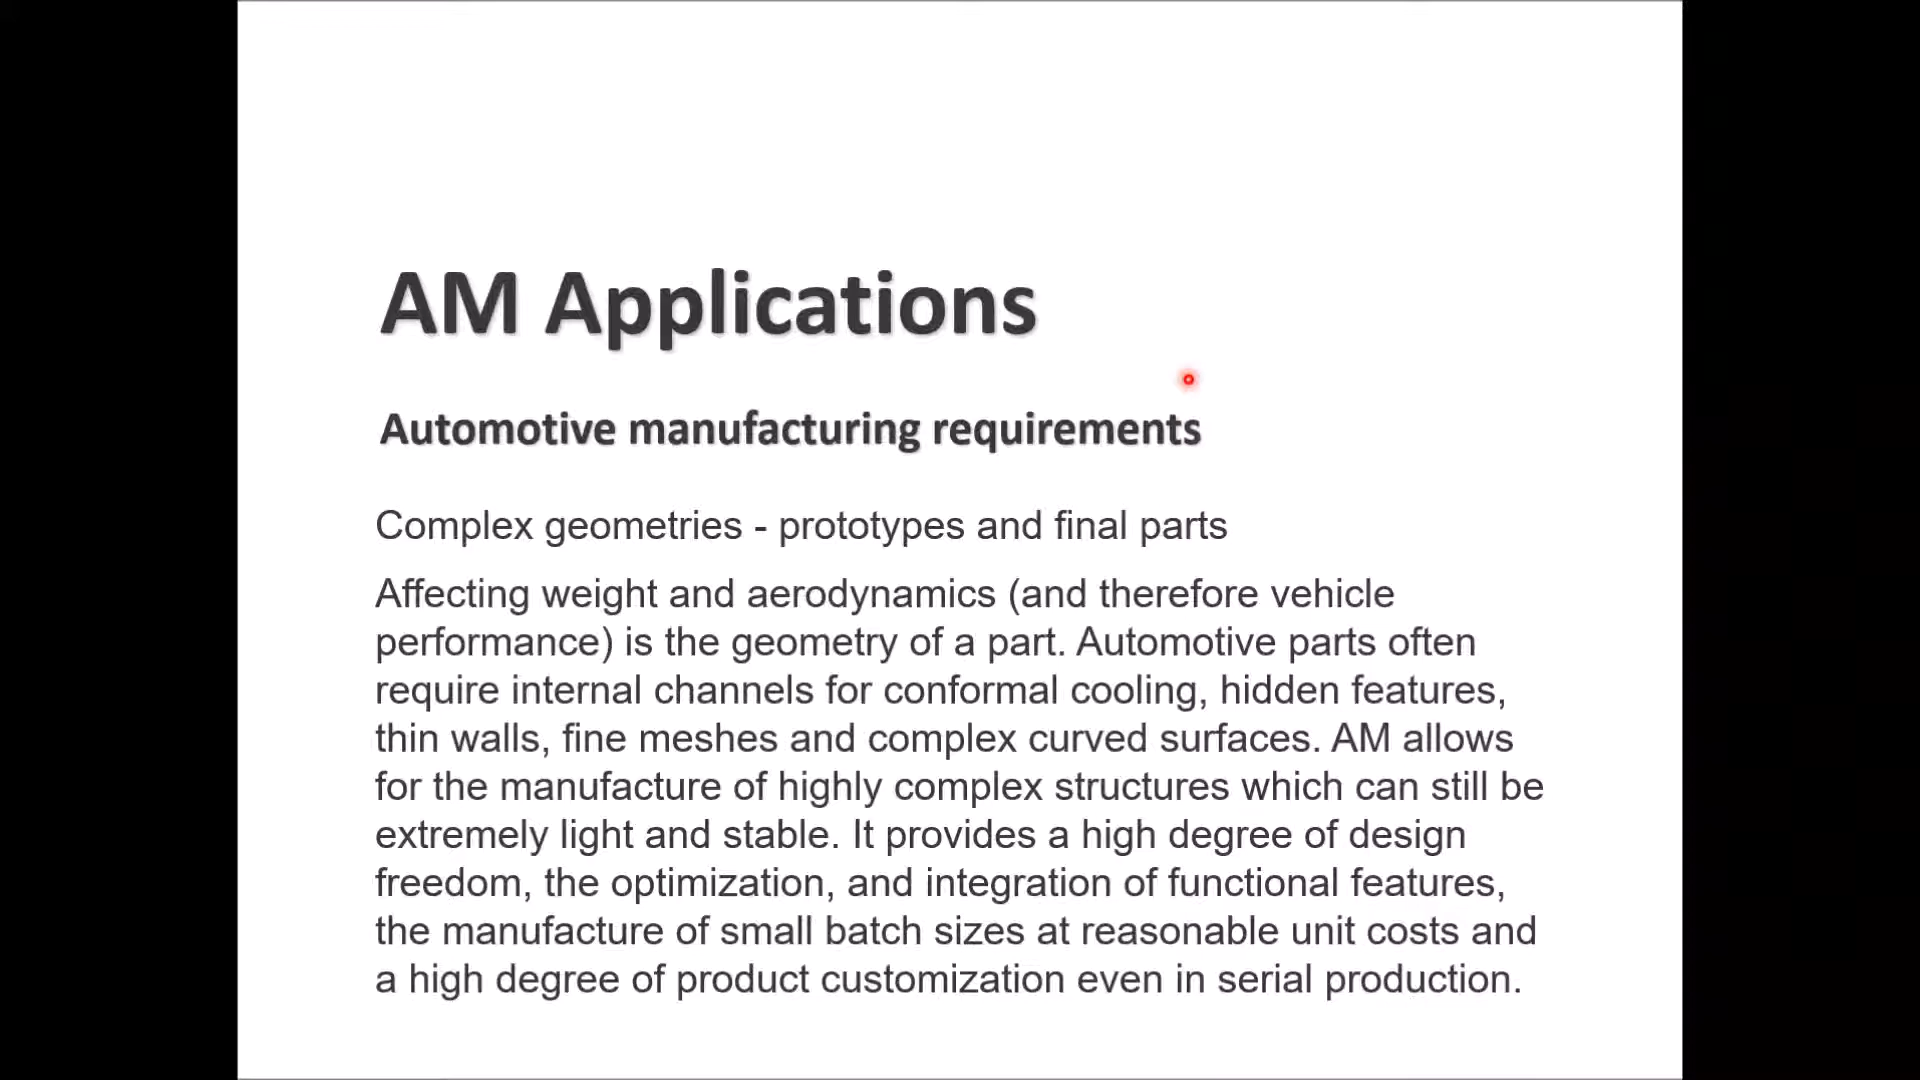 AM Applications
Automotive manufacturing requirements
Complex geometries - prototypes and final parts
Affecting weight and aerodynamics (and therefore vehicle
performance) is the geometry of a part. Automotive parts often
require internal channels for conformal cooling, hidden features,
thin walls, fine meshes and complex curved surfaces. AM allows
for the manufacture of highly complex structures which can still be
extremely light and stable. It provides a high degree of design
freedom, the optimization, and integration of functional features,
the manufacture of small batch sizes at reasonable unit costs and
a high degree of product customization even in serial production.